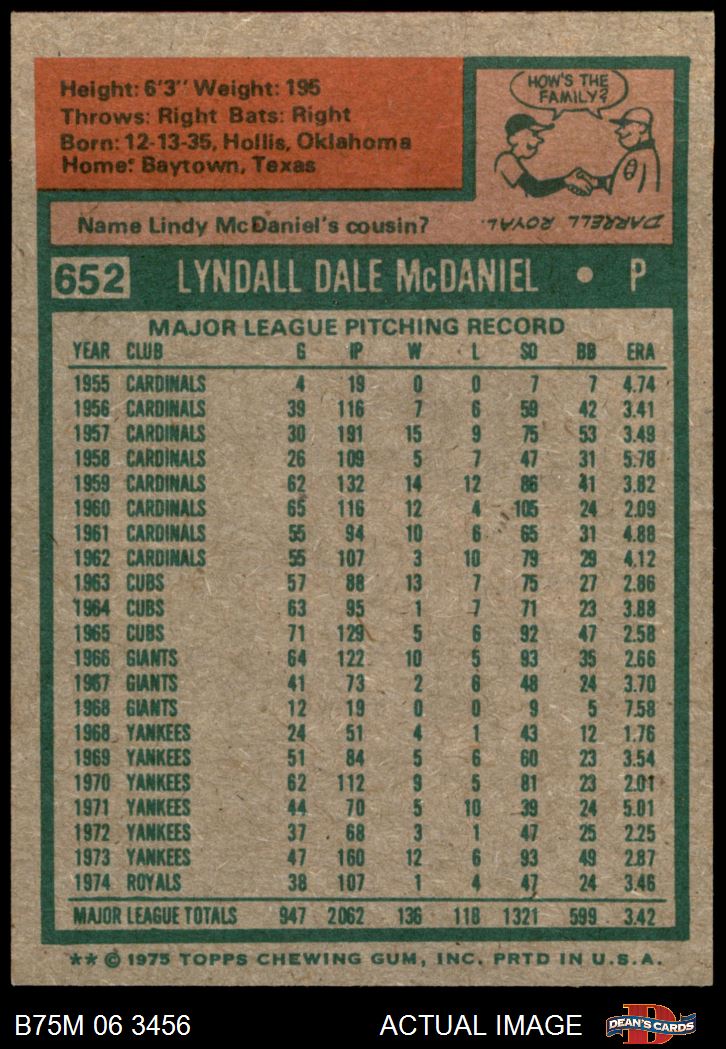 Height: 6'3" Weight: 195
Throws: Right Bats: Right
Born: 12-13-35, Hollis, Oklahoma
Home: Baytown, Texas
HOW'S THE
FAMILY?
Name Lindy McDaniel's cousin?
DARRELL ROYAL.
652 LYNDALL DALE McDANIEL • P
MAJOR LEAGUE PITCHING RECORD
YEAR CLUB G IP W L SO BB ERA
1955 CARDINALS 4 19 0 0 7 7 4.74
1956 CARDINALS 39 116 7 6 59 42 3.41
1957 CARDINALS 30 191 15 9 75 53 3.49
1958 CARDINALS 26 109 5 7 47 31 5.78
1959 CARDINALS 62 132 14 12 86 41 3.82
1960 CARDINALS 65 116 12 4 105 24 2.09
1961 CARDINALS 55 94 10 6 65 31 4.88
1962 CARDINALS 55 107 3 10 79 29 4.12
1963 CUBS 57 88 13 7 75 27 2.86
1964 CUBS 63 95 1 7 71 23 3.88
1965 CUBS 71 129 5 6 92 47 2.58
1966 GIANTS 64 122 10 5 93 35 2.66
1967 GIANTS 41 73 2 6 48 24 3.70
1968 GIANTS 12 19 0 0 9 5 7.58
1968 YANKEES 24 51 4 1 43 12 1.76
1969 YANKEES 51 84 5 6 60 23 3.54
1970 YANKEES 62 112 9 5 81 23 2.01
1971 YANKEES 44 70 5 10 39 24 5.01
1972 YANKEES 37 68 3 1 47 25 2.25
1973 YANKEES 47 160 12 6 93 49 2.87
1974 ROYALS 38 107 1 4 47 24 3.46
MAJOR LEAGUE TOTALS 947 2062 136 118 1321 599 3.42
** © 1975 TOPPS CHEWING GUM, INC. PRTD IN U.S.A.
B75M 06 3456 ACTUAL IMAGE
DEAN'S CARDS